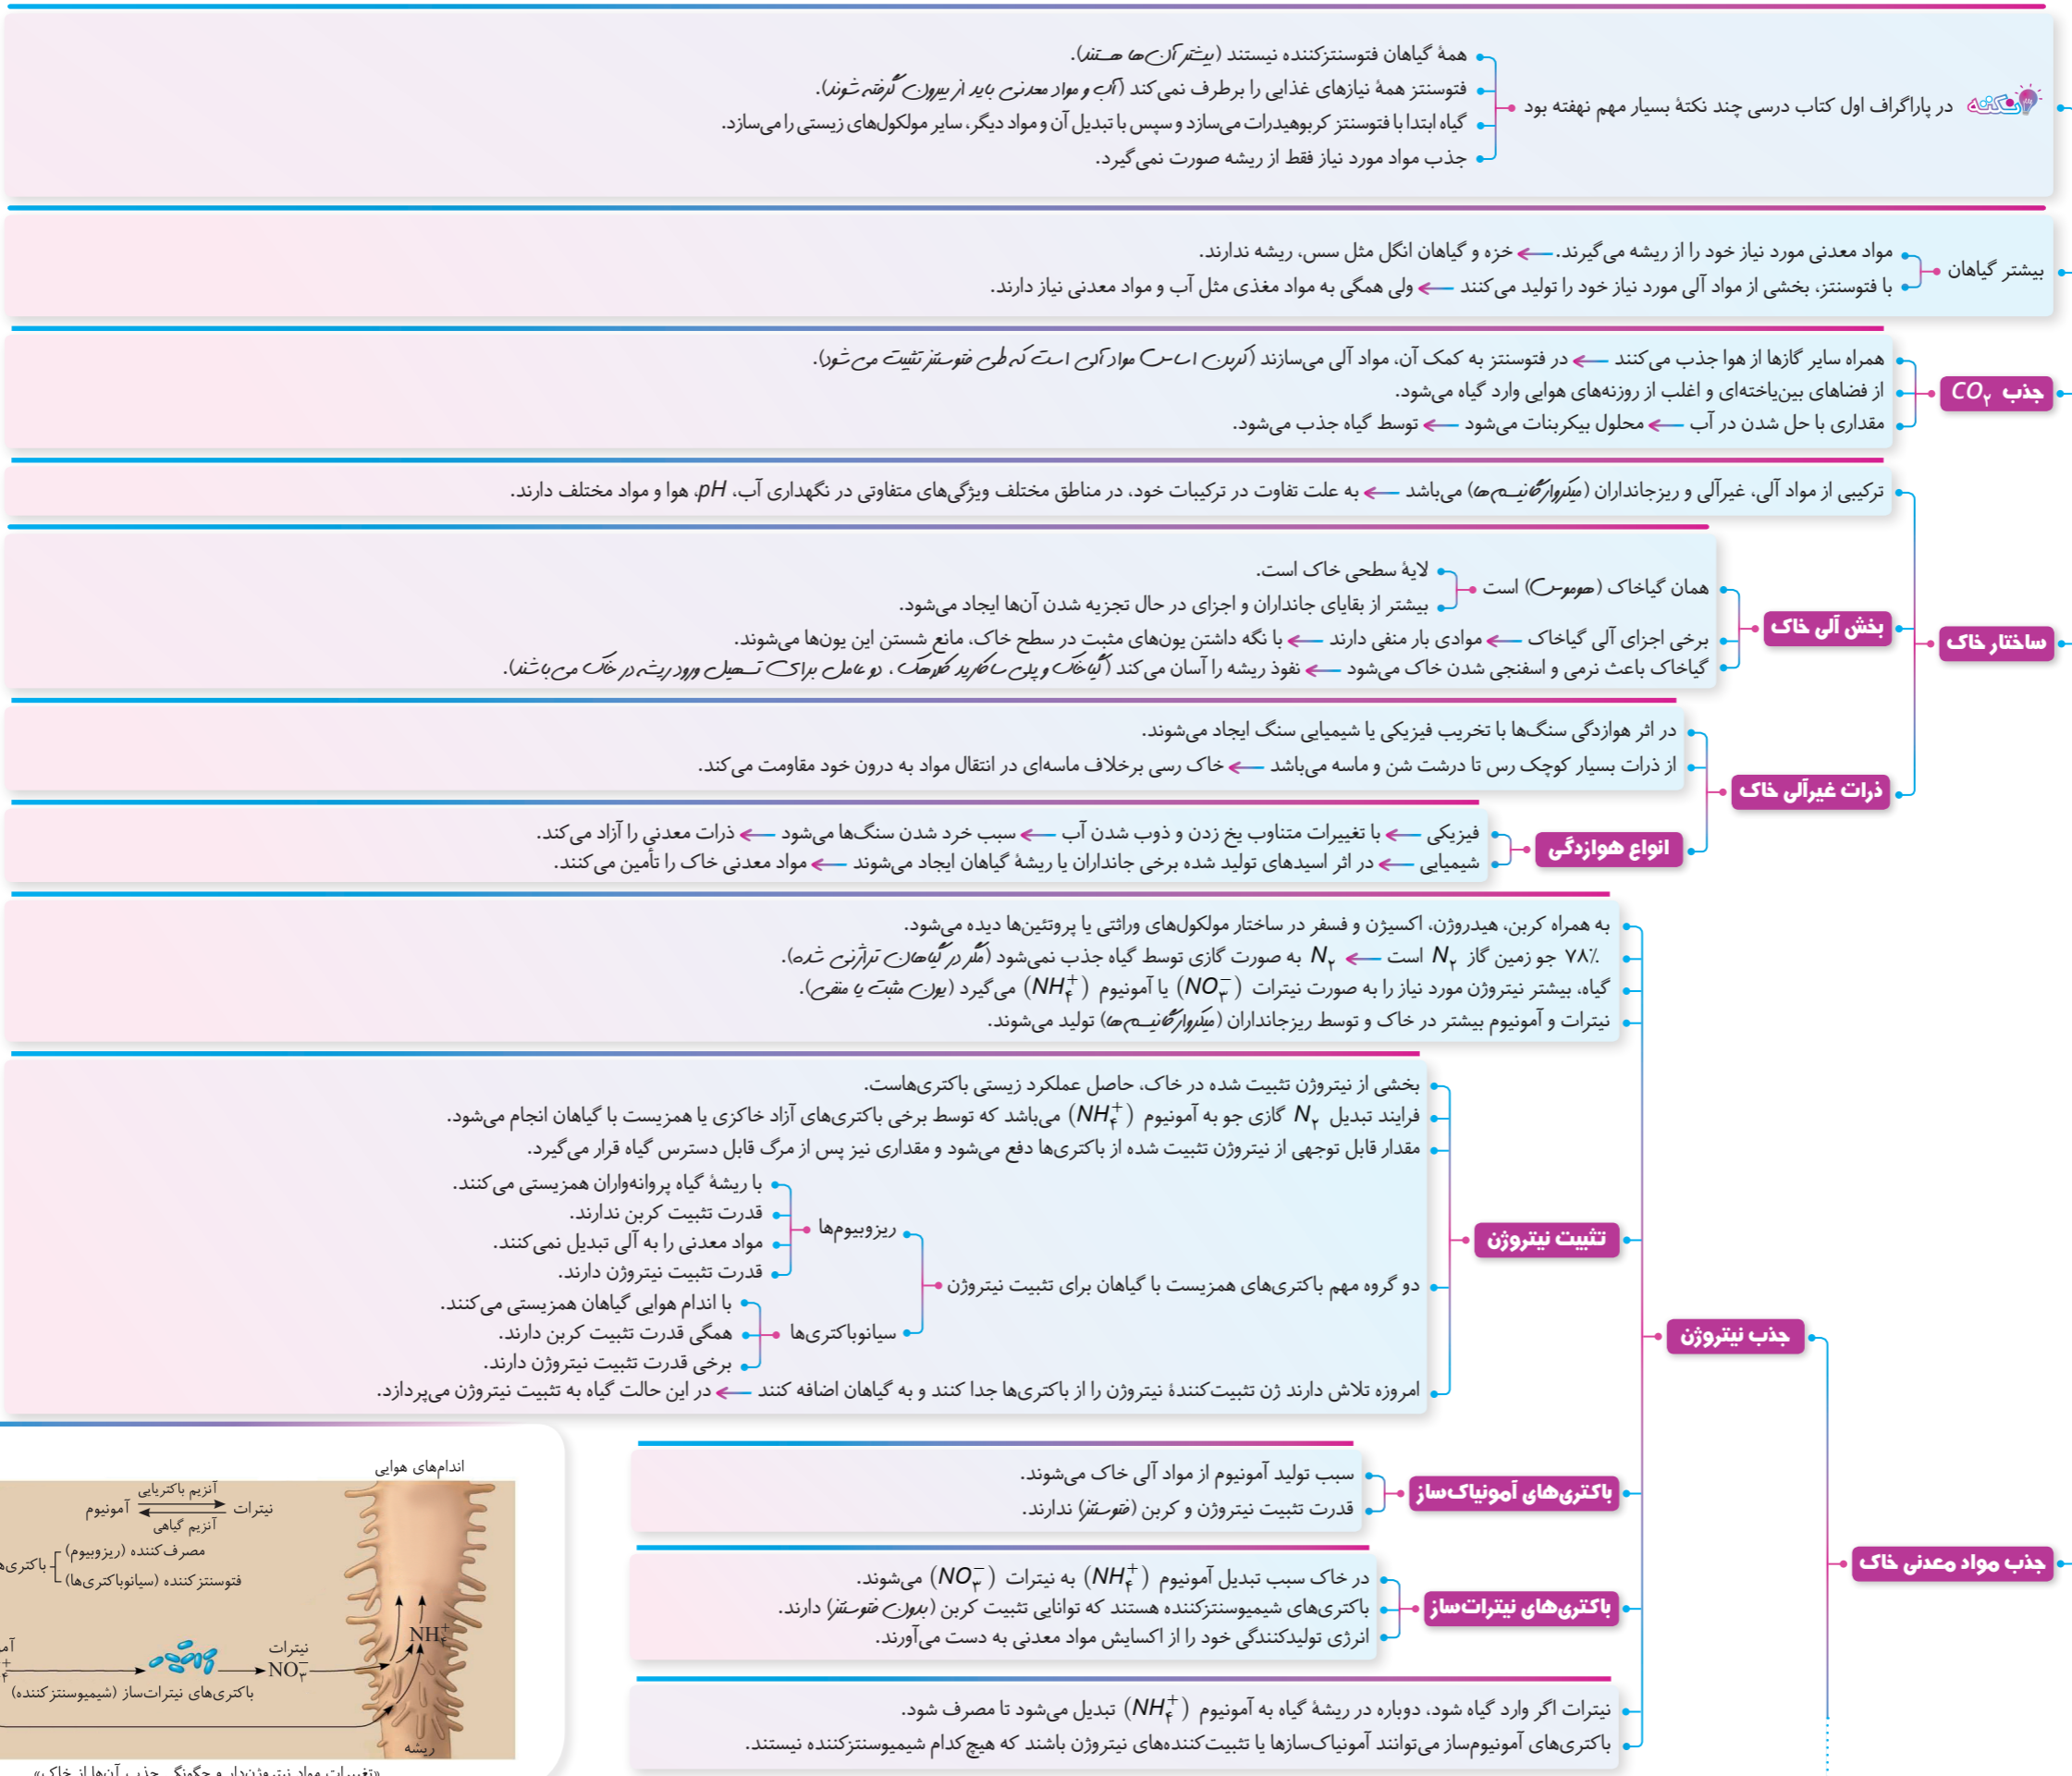 نکته در پاراگراف اول کتاب درسی چند نکتۀ بسیار مهم نهفته بود
همۀ گیاهان فتوسنتزکننده نیستند (بیشتر آن‌ها هستند).
فتوسنتز همۀ نیازهای غذایی را برطرف نمی‌کند (آب و مواد معدنی باید از بیرون گرفته شوند).
گیاه ابتدا با فتوسنتز کربوهیدرات می‌سازد و سپس با تبدیل آن و مواد دیگر، سایر مولکول‌های زیستی را می‌سازد.
جذب مواد مورد نیاز فقط از ریشه صورت نمی‌گیرد.
بیشتر گیاهان
مواد معدنی مورد نیاز خود را از ریشه می‌گیرند. ← خزه و گیاهان انگل مثل سس، ریشه ندارند.
با فتوسنتز، بخشی از مواد آلی مورد نیاز خود را تولید می‌کنند ← ولی همگی به مواد مغذی مثل آب و مواد معدنی نیاز دارند.
جذب CO₂
همراه سایر گازها از هوا جذب می‌کنند ← در فتوسنتز به کمک آن، مواد آلی می‌سازند (کربن اساس مواد آلی است که طی فتوسنتز تثبیت می‌شود).
از فضاهای بین‌یاخته‌ای و اغلب از روزنه‌های هوایی وارد گیاه می‌شود.
مقداری با حل شدن در آب ← محلول بیکربنات می‌شود ← توسط گیاه جذب می‌شود.
ساختار خاک
ترکیبی از مواد آلی، غیرآلی و ریزجانداران (میکروارگانیسم‌ها) می‌باشد ← به علت تفاوت در ترکیبات خود، در مناطق مختلف ویژگی‌های متفاوتی در نگهداری آب، pH، هوا و مواد مختلف دارند.
بخش آلی خاک
همان گیاخاک (هوموس) است
لایۀ سطحی خاک است.
بیشتر از بقایای جانداران و اجزای در حال تجزیه شدن آن‌ها ایجاد می‌شود.
برخی اجزای آلی گیاخاک ← موادی بار منفی دارند ← با نگه داشتن یون‌های مثبت در سطح خاک، مانع شستن این یون‌ها می‌شوند.
گیاخاک باعث نرمی و اسفنجی شدن خاک می‌شود ← نفوذ ریشه را آسان می‌کند (گیاخاک و پلی ساکارید کلاهک، دو عامل برای تسهیل ورود ریشه در خاک می‌باشند).
ذرات غیرآلی خاک
در اثر هوازدگی سنگ‌ها با تخریب فیزیکی یا شیمیایی سنگ ایجاد می‌شوند.
از ذرات بسیار کوچک رس تا درشت شن و ماسه می‌باشد ← خاک رسی برخلاف ماسه‌ای در انتقال مواد به درون خود مقاومت می‌کند.
انواع هوازدگی
فیزیکی ← با تغییرات متناوب یخ زدن و ذوب شدن آب ← سبب خرد شدن سنگ‌ها می‌شود ← ذرات معدنی را آزاد می‌کند.
شیمیایی ← در اثر اسیدهای تولید شده برخی جانداران یا ریشۀ گیاهان ایجاد می‌شوند ← مواد معدنی خاک را تأمین می‌کنند.
جذب مواد معدنی خاک
جذب نیتروژن
به همراه کربن، هیدروژن، اکسیژن و فسفر در ساختار مولکول‌های وراثتی یا پروتئین‌ها دیده می‌شود.
۷۸٪ جو زمین گاز N₂ است ← N₂ به صورت گازی توسط گیاه جذب نمی‌شود (مگر در گیاهان تراژنی شده).
گیاه، بیشتر نیتروژن مورد نیاز را به صورت نیترات (NO₃⁻) یا آمونیوم (NH₄⁺) می‌گیرد (یون مثبت یا منفی).
نیترات و آمونیوم بیشتر در خاک و توسط ریزجانداران (میکروارگانیسم‌ها) تولید می‌شوند.
تثبیت نیتروژن
بخشی از نیتروژن تثبیت شده در خاک، حاصل عملکرد زیستی باکتری‌هاست.
فرایند تبدیل N₂ گازی جو به آمونیوم (NH₄⁺) می‌باشد که توسط برخی باکتری‌های آزاد خاکزی یا همزیست با گیاهان انجام می‌شود.
مقدار قابل توجهی از نیتروژن تثبیت شده از باکتری‌ها دفع می‌شود و مقداری نیز پس از مرگ قابل دسترس گیاه قرار می‌گیرد.
دو گروه مهم باکتری‌های همزیست با گیاهان برای تثبیت نیتروژن
ریزوبیوم‌ها
با ریشۀ گیاه پروانه‌واران همزیستی می‌کنند.
قدرت تثبیت کربن ندارند.
مواد معدنی را به آلی تبدیل نمی‌کنند.
قدرت تثبیت نیتروژن دارند.
سیانوباکتری‌ها
با اندام هوایی گیاهان همزیستی می‌کنند.
همگی قدرت تثبیت کربن دارند.
برخی قدرت تثبیت نیتروژن دارند.
امروزه تلاش دارند ژن تثبیت‌کنندۀ نیتروژن را از باکتری‌ها جدا کنند و به گیاهان اضافه کنند ← در این حالت گیاه به تثبیت نیتروژن می‌پردازد.
باکتری‌های آمونیاک‌ساز
سبب تولید آمونیوم از مواد آلی خاک می‌شوند.
قدرت تثبیت نیتروژن و کربن (فتوسنتز) ندارند.
باکتری‌های نیترات‌ساز
در خاک سبب تبدیل آمونیوم (NH₄⁺) به نیترات (NO₃⁻) می‌شوند.
باکتری‌های شیمیوسنتزکننده هستند که توانایی تثبیت کربن (بدون فتوسنتز) دارند.
انرژی تولیدکنندگی خود را از اکسایش مواد معدنی به دست می‌آورند.
نیترات اگر وارد گیاه شود، دوباره در ریشۀ گیاه به آمونیوم (NH₄⁺) تبدیل می‌شود تا مصرف شود.
باکتری‌های آمونیوم‌ساز می‌توانند آمونیاک‌سازها یا تثبیت‌کننده‌های نیتروژن باشند که هیچ‌کدام شیمیوسنتزکننده نیستند.
اندام‌های هوایی
آنزیم باکتریایی
نیترات آمونیوم
آنزیم گیاهی
مصرف‌کننده (ریزوبیوم)
فتوسنتزکننده (سیانوباکتری‌ها)
NH₄⁺
نیترات
NO₃⁻
باکتری‌های نیترات‌ساز (شیمیوسنتزکننده)
ریشه
«تغییرات مواد نیتروژن‌دار و چگونگی جذب آن‌ها از خاک»